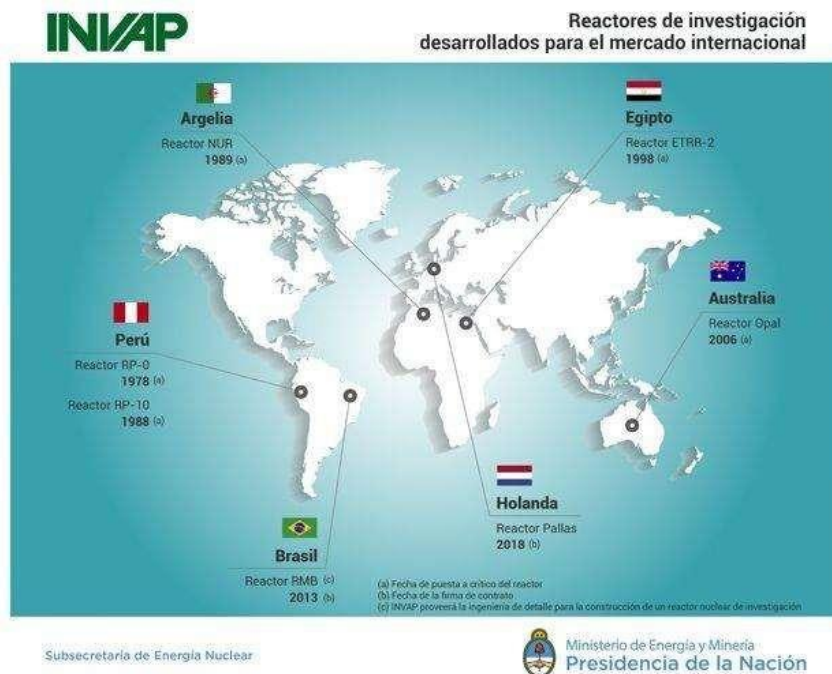 INVAP
Reactores de investigación
desarrollados para el mercado internacional
Argelia
Reactor NUR
1989 (a)
Egipto
Reactor ETRR-2
1998 (a)
Australia
Reactor Opal
2006 (a)
Perú
Reactor RP-0
1978 (a)
Reactor RP-10
1988 (a)
Holanda
Reactor Pallas
2018 (b)
Brasil
Reactor RMB (c)
2013 (b)
(a) Fecha de puesta a crítico del reactor
(b) Fecha de la firma de contrato
(c) INVAP proveerá la ingeniería de detalle para la construcción de un reactor nuclear de investigación
Subsecretaría de Energía Nuclear
Ministerio de Energía y Minería
Presidencia de la Nación